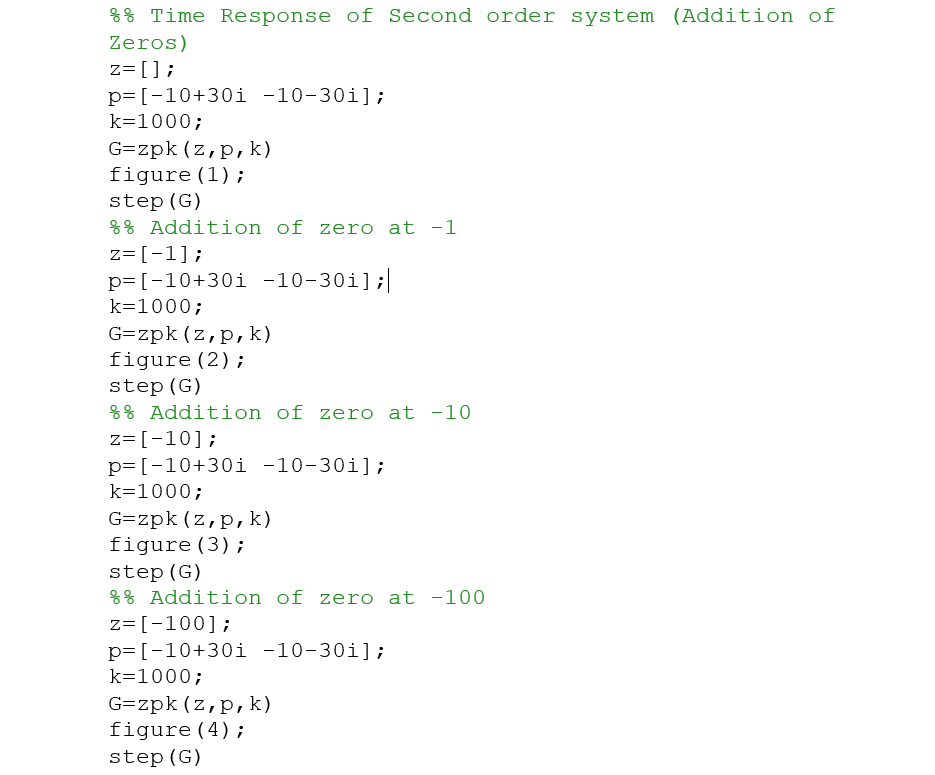 %% Time Response of Second order system (Addition of
Zeros)
z=[];
p=[-10+30i -10-30i];
k=1000;
G=zpk(z,p,k)
figure(1);
step(G)
%% Addition of zero at -1
z=[-1];
p=[-10+30i -10-30i];
k=1000;
G=zpk(z,p,k)
figure(2);
step(G)
%% Addition of zero at -10
z=[-10];
p=[-10+30i -10-30i];
k=1000;
G=zpk(z,p,k)
figure(3);
step(G)
%% Addition of zero at -100
z=[-100];
p=[-10+30i -10-30i];
k=1000;
G=zpk(z,p,k)
figure(4);
step(G)